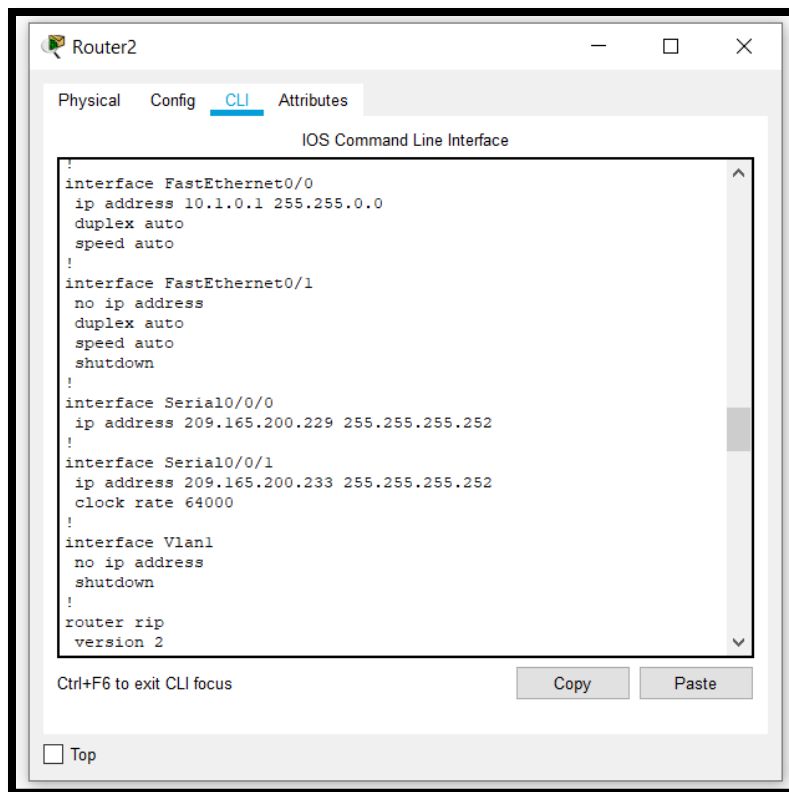 Router2
Physical Config CLI Attributes
IOS Command Line Interface
!
interface FastEthernet0/0
 ip address 10.1.0.1 255.255.0.0
 duplex auto
 speed auto
!
interface FastEthernet0/1
 no ip address
 duplex auto
 speed auto
 shutdown
!
interface Serial0/0/0
 ip address 209.165.200.229 255.255.255.252
!
interface Serial0/0/1
 ip address 209.165.200.233 255.255.255.252
 clock rate 64000
!
interface Vlan1
 no ip address
 shutdown
!
router rip
 version 2
Ctrl+F6 to exit CLI focus
Copy Paste
Top